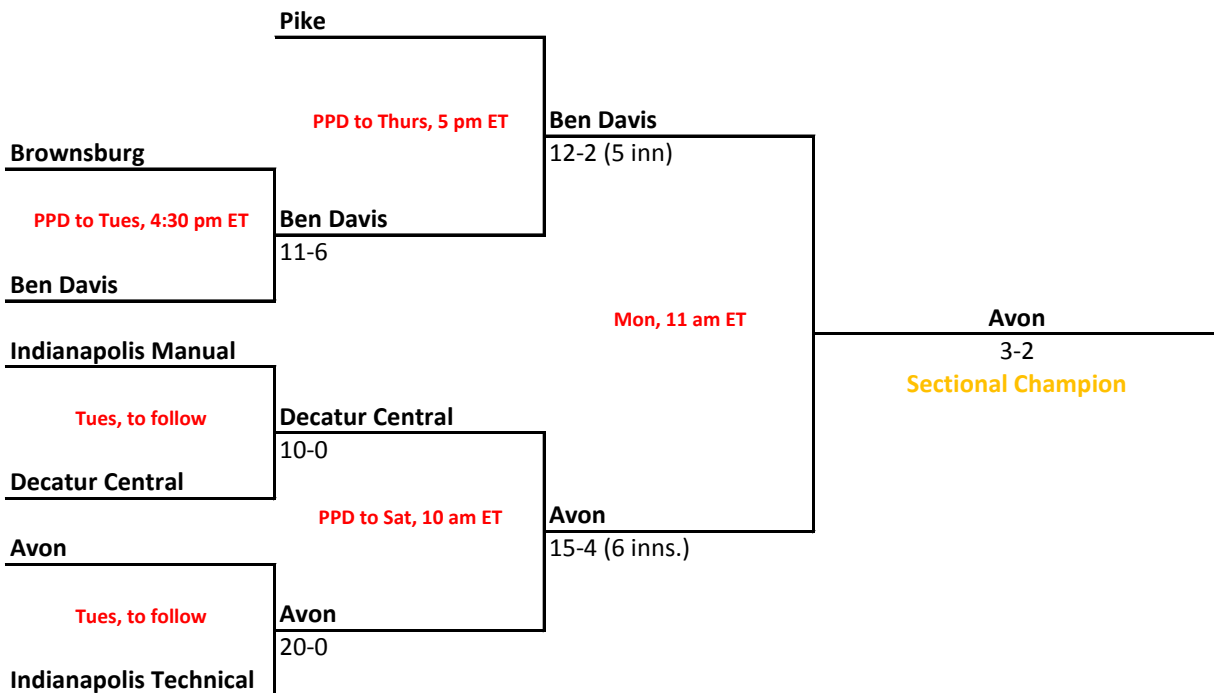 Pike
PPD to Thurs, 5 pm ET
Ben Davis
12-2 (5 inn)
Brownsburg
PPD to Tues, 4:30 pm ET
Ben Davis
11-6
Ben Davis
Mon, 11 am ET
Avon
3-2
Sectional Champion
Indianapolis Manual
Tues, to follow
Decatur Central
10-0
Decatur Central
PPD to Sat, 10 am ET
Avon
15-4 (6 inns.)
Avon
Tues, to follow
Avon
20-0
Indianapolis Technical